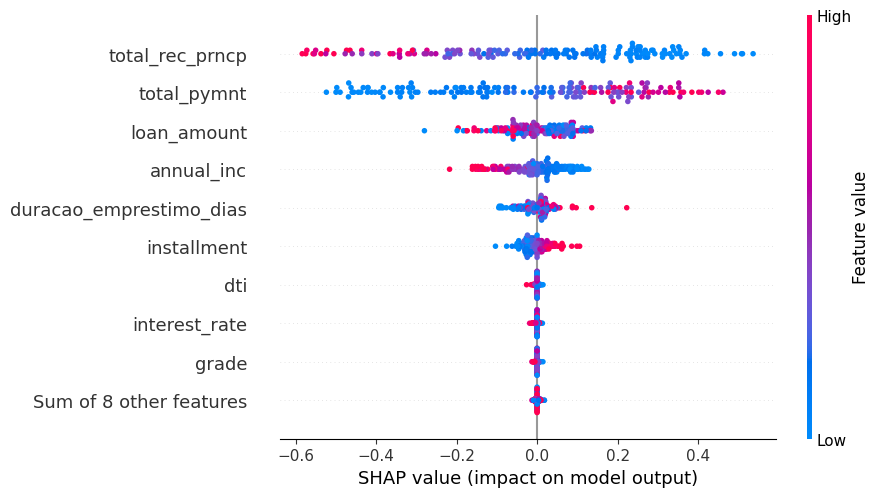 High
total_rec_prncp
total_pymnt
loan_amount
annual_inc
duracao_emprestimo_dias
installment
dti
interest_rate
grade
Sum of 8 other features
Feature value
Low
−0.6 −0.4 −0.2 0.0 0.2 0.4
SHAP value (impact on model output)